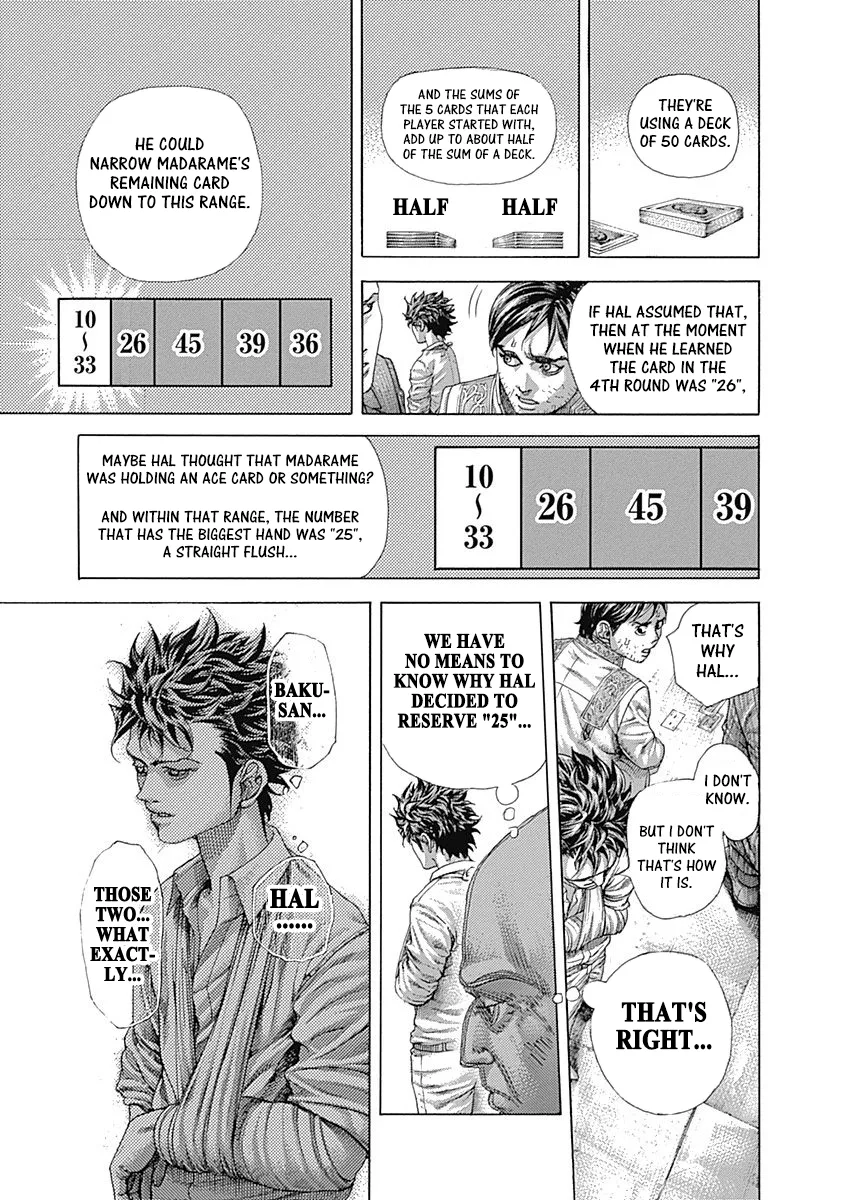 THEY'RE
USING A DECK
OF 50 CARDS.
AND THE SUMS OF
THE 5 CARDS THAT EACH
PLAYER STARTED WITH,
ADD UP TO ABOUT HALF
OF THE SUM OF A DECK.
HALF HALF
HE COULD
NARROW MADARAME'S
REMAINING CARD
DOWN TO THIS RANGE.
10
~
33
26 45 39 36
IF HAL ASSUMED THAT,
THEN AT THE MOMENT
WHEN HE LEARNED
THE CARD IN THE
4TH ROUND WAS "26",
MAYBE HAL THOUGHT THAT MADARAME
WAS HOLDING AN ACE CARD OR SOMETHING?
AND WITHIN THAT RANGE, THE NUMBER
THAT HAS THE BIGGEST HAND WAS "25",
A STRAIGHT FLUSH...
10
~
33
26 45 39
THAT'S
WHY
HAL...
I DON'T
KNOW.
BUT I DON'T
THINK
THAT'S HOW
IT IS.
THAT'S
RIGHT...
WE HAVE
NO MEANS TO
KNOW WHY HAL
DECIDED TO
RESERVE "25"...
BAKU-
SAN...
HAL
......
THOSE
TWO...
WHAT
EXACT-
LY...